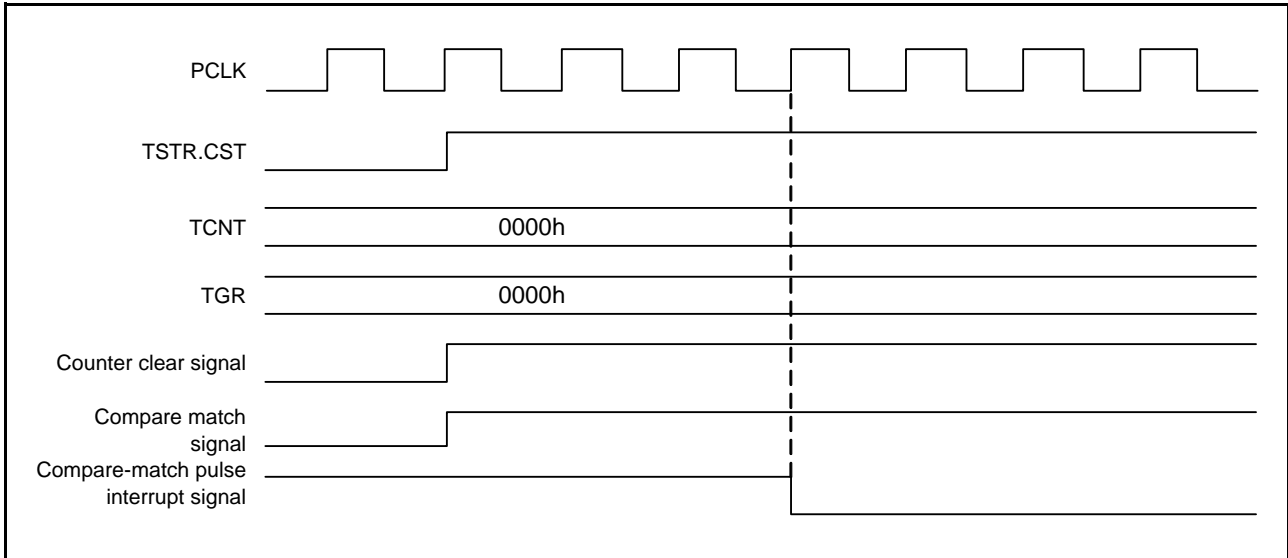 PCLK
TSTR.CST
TCNT
0000h
TGR
0000h
Counter clear signal
Compare match
signal
Compare-match pulse
interrupt signal